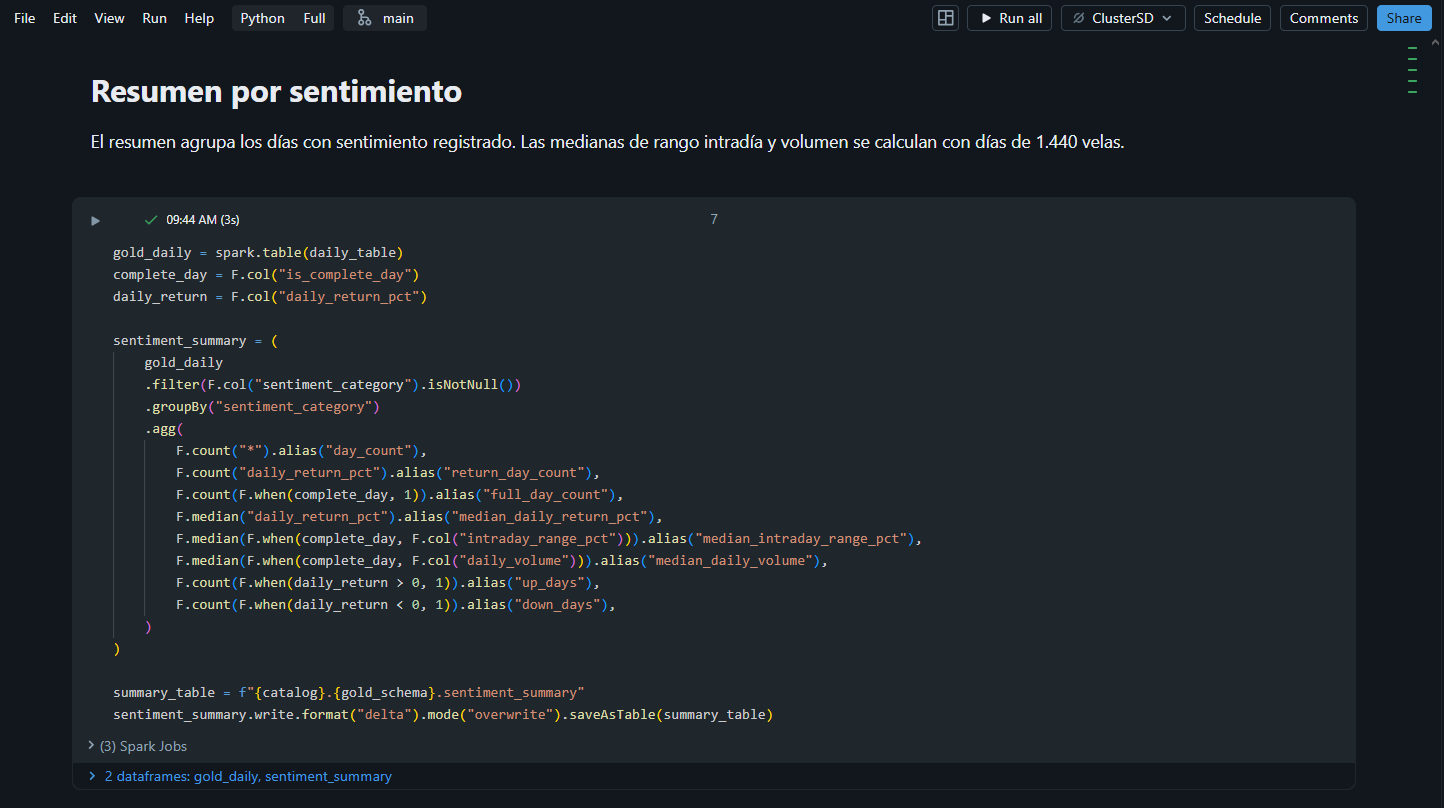 File Edit View Run Help Python Full main Run all ClusterSD Schedule Comments Share
Resumen por sentimiento
El resumen agrupa los días con sentimiento registrado. Las medianas de rango intradía y volumen se calculan con días de 1.440 velas.
09:44 AM (3s) 7
gold_daily = spark.table(daily_table)
complete_day = F.col("is_complete_day")
daily_return = F.col("daily_return_pct")
sentiment_summary = (
gold_daily
.filter(F.col("sentiment_category").isNotNull())
.groupBy("sentiment_category")
.agg(
F.count("*").alias("day_count"),
F.count("daily_return_pct").alias("return_day_count"),
F.count(F.when(complete_day, 1)).alias("full_day_count"),
F.median("daily_return_pct").alias("median_daily_return_pct"),
F.median(F.when(complete_day, F.col("intraday_range_pct"))).alias("median_intraday_range_pct"),
F.median(F.when(complete_day, F.col("daily_volume"))).alias("median_daily_volume"),
F.count(F.when(daily_return > 0, 1)).alias("up_days"),
F.count(F.when(daily_return < 0, 1)).alias("down_days"),
)
)
summary_table = f"{catalog}.{gold_schema}.sentiment_summary"
sentiment_summary.write.format("delta").mode("overwrite").saveAsTable(summary_table)
(3) Spark Jobs
2 dataframes: gold_daily, sentiment_summary